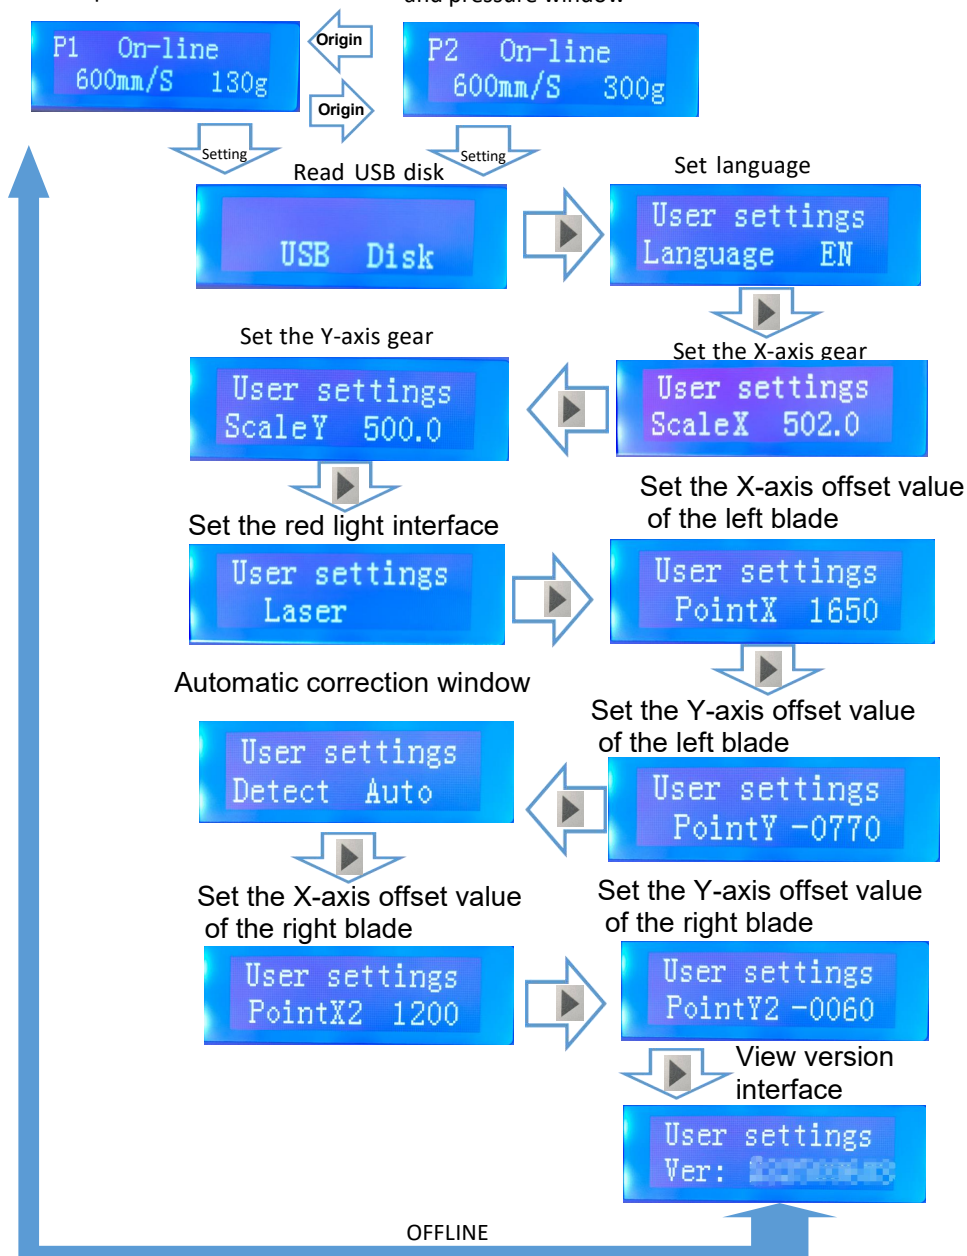 and pressure window
P1 On-line
600mm/S 130g
Origin
Origin
P2 On-line
600mm/S 300g
Setting
Setting
Read USB disk
USB Disk
Set language
User settings
Language EN
Set the Y-axis gear
User settings
ScaleY 500.0
Set the X-axis gear
User settings
ScaleX 502.0
Set the red light interface
User settings
Laser
Set the X-axis offset value
of the left blade
User settings
PointX 1650
Automatic correction window
User settings
Detect Auto
Set the Y-axis offset value
of the left blade
User settings
PointY -0770
Set the X-axis offset value
of the right blade
User settings
PointX2 1200
Set the Y-axis offset value
of the right blade
User settings
PointY2 -0060
View version
interface
User settings
Ver:
OFFLINE